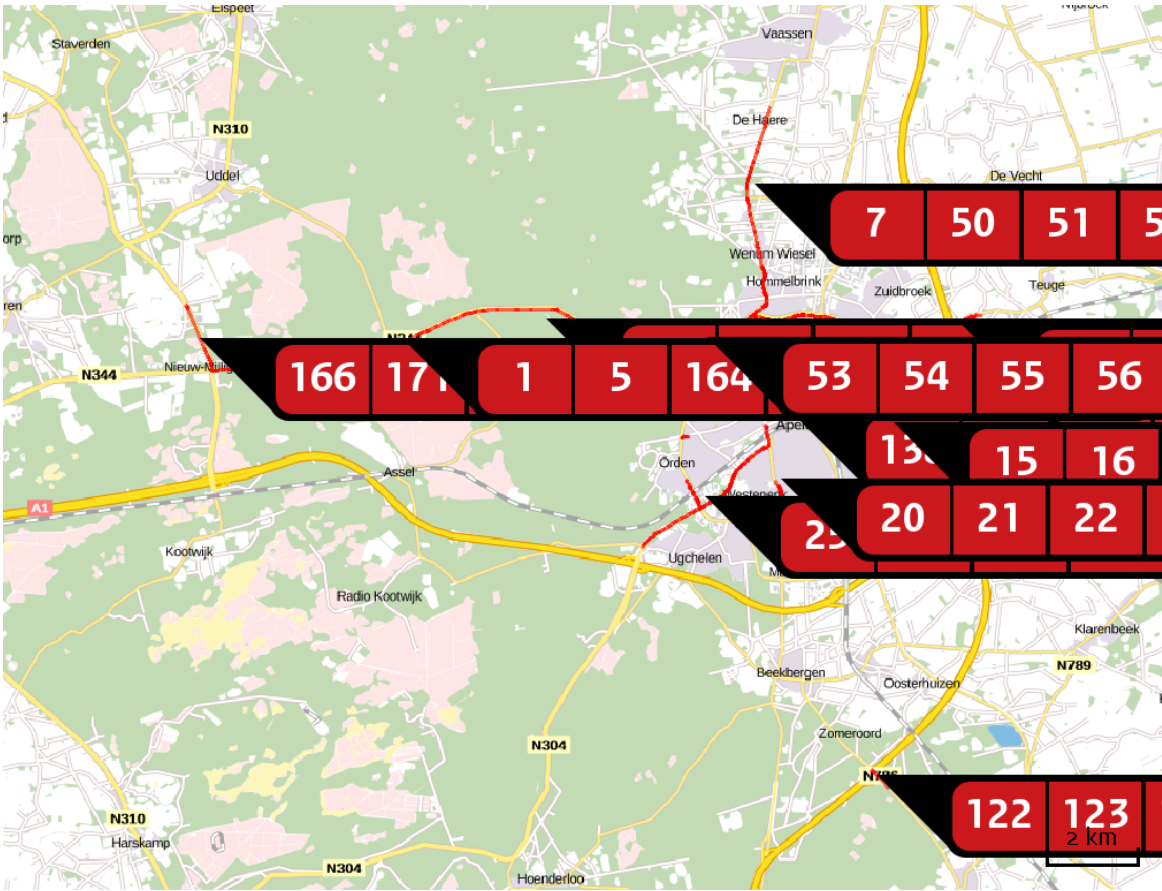 Elspeet
Staverden
Vaassen
De Haere
N310
Uddel
De Vecht
7 50 51
Wenum Wiesel
Hommelbrink
Zuidbroek
Teuge
N344
166 171 1 5 164 53 54 55 56
15 16
Orden
Assel
A1
20 21 22
Kootwijk
Ugchelen
Radio Kootwijk
Klarenbeek
N789
Beekbergen
Oosterhuizen
Zomeroord
N304
122 123
2 km
N310
Harskamp
N304
Hoenderloo